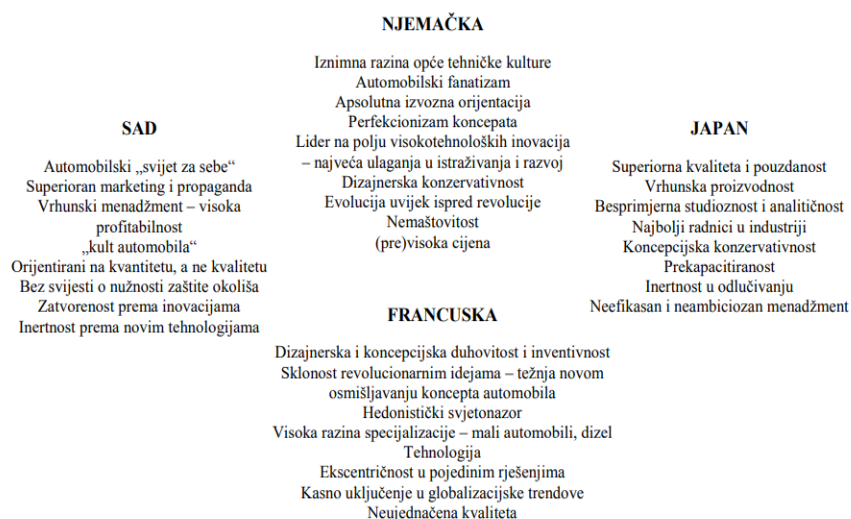 NJEMAČKA
Iznimna razina opće tehničke kulture
Automobilski fanatizam
Apsolutna izvozna orijentacija
Perfekcionizam koncepata
Lider na polju visokotehnoloških inovacija
– najveća ulaganja u istraživanja i razvoj
Dizajnerska konzervativnost
Evolucija uvijek ispred revolucije
Nemaštovitost
(pre)visoka cijena
SAD
Automobilski „svijet za sebe“
Superioran marketing i propaganda
Vrhunski menadžment – visoka
profitabilnost
„kult automobila“
Orijentirani na kvantitetu, a ne kvalitetu
Bez svijesti o nužnosti zaštite okoliša
Zatvorenost prema inovacijama
Inertnost prema novim tehnologijama
JAPAN
Superiorna kvaliteta i pouzdanost
Vrhunska proizvodnost
Besprimjerna studioznost i analitičnost
Najbolji radnici u industriji
Koncepcijska konzervativnost
Prekapacitiranost
Inertnost u odlučivanju
Neefikasan i neambiciozan menadžment
FRANCUSKA
Dizajnerska i koncepcijska duhovitost i inventivnost
Sklonost revolucionarnim idejama – težnja novom
osmišljavanju koncepta automobila
Hedonistički svjetonazor
Visoka razina specijalizacije – mali automobili, dizel
Tehnologija
Ekscentričnost u pojedinim rješenjima
Kasno uključenje u globalizacijske trendove
Neujednačena kvaliteta